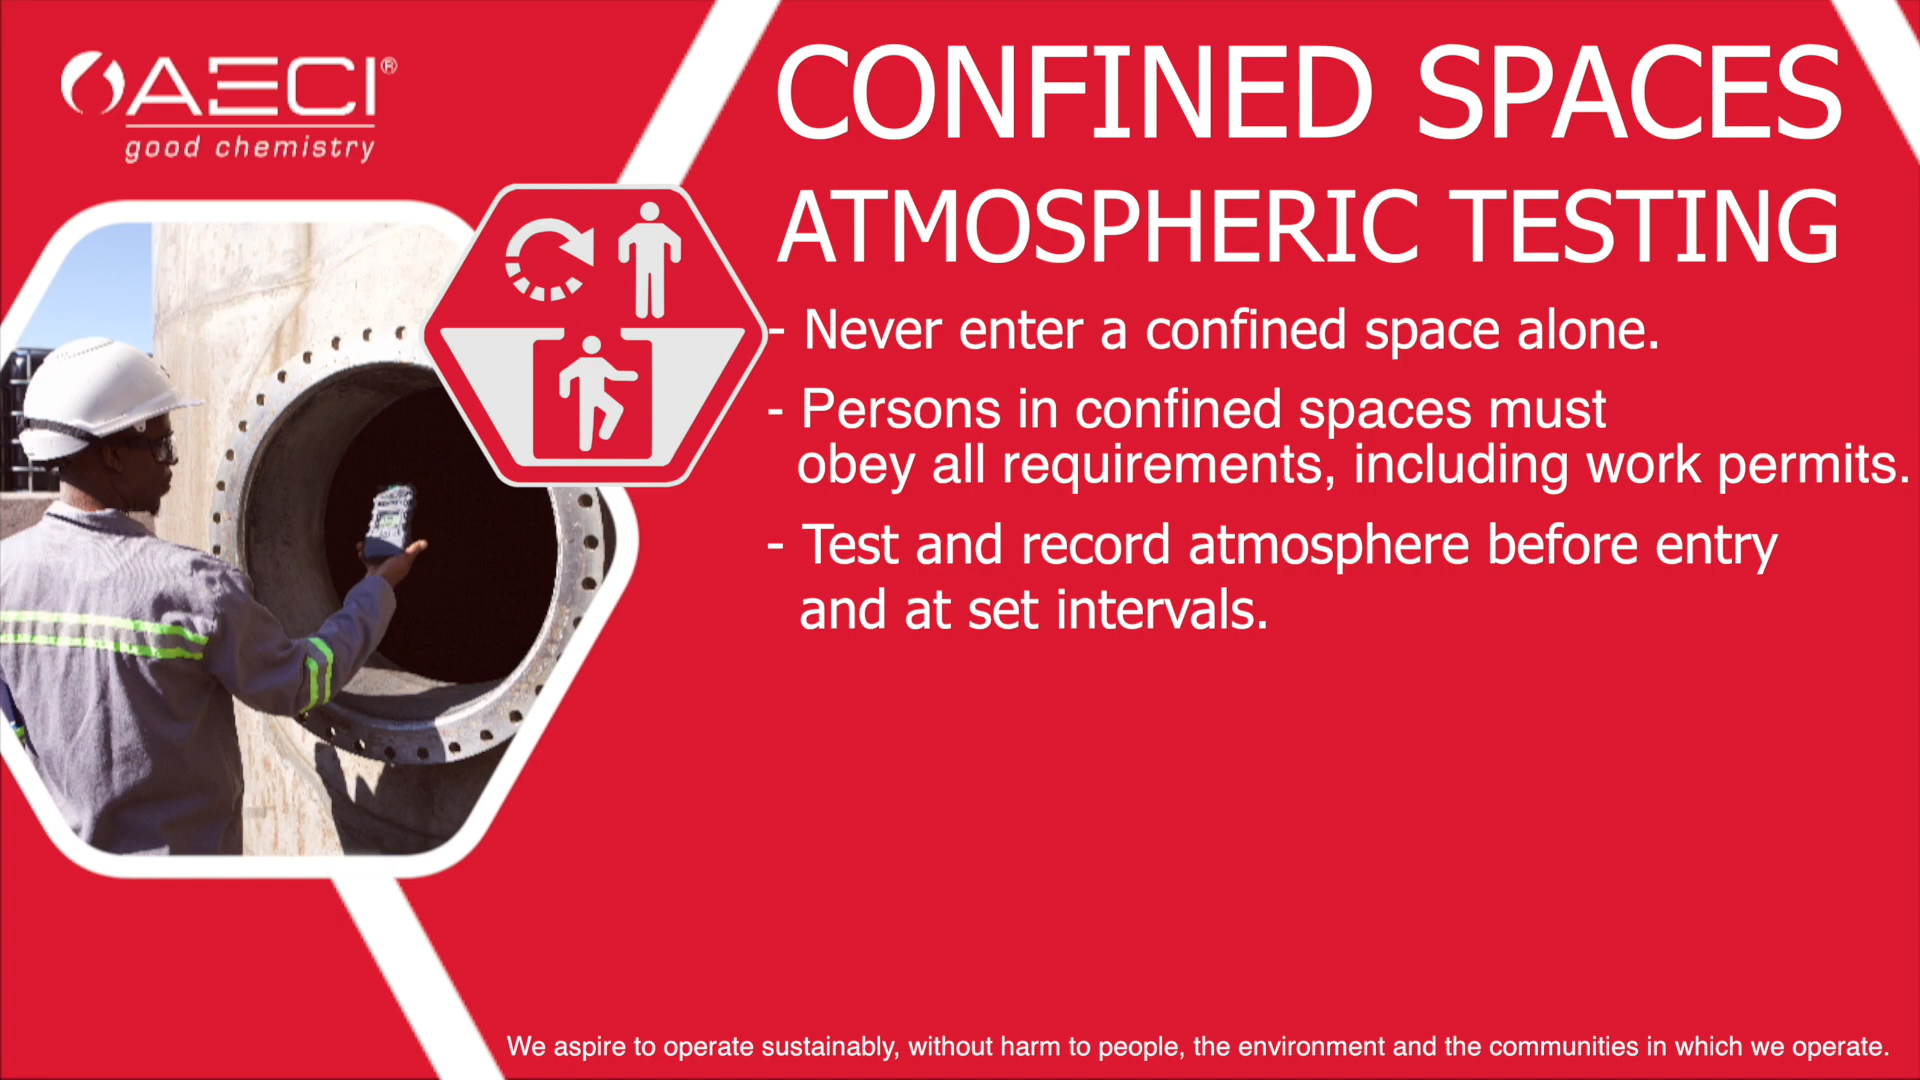 AECI®
good chemistry
CONFINED SPACES
ATMOSPHERIC TESTING
- Never enter a confined space alone.
- Persons in confined spaces must
obey all requirements, including work permits.
- Test and record atmosphere before entry
and at set intervals.
We aspire to operate sustainably, without harm to people, the environment and the communities in which we operate.